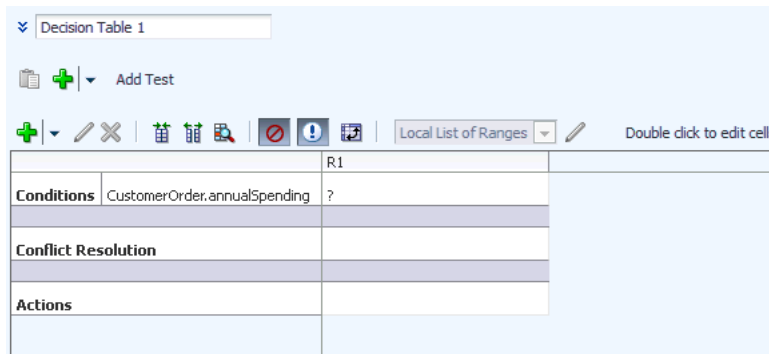 Decision Table 1
Add Test
Local List of Ranges Double click to edit cell
R1
Conditions CustomerOrder.annualSpending ?
Conflict Resolution
Actions